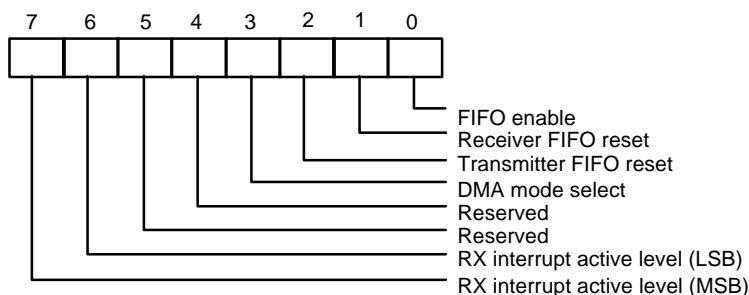 7 6 5 4 3 2 1 0
FIFO enable
Receiver FIFO reset
Transmitter FIFO reset
DMA mode select
Reserved
Reserved
RX interrupt active level (LSB)
RX interrupt active level (MSB)